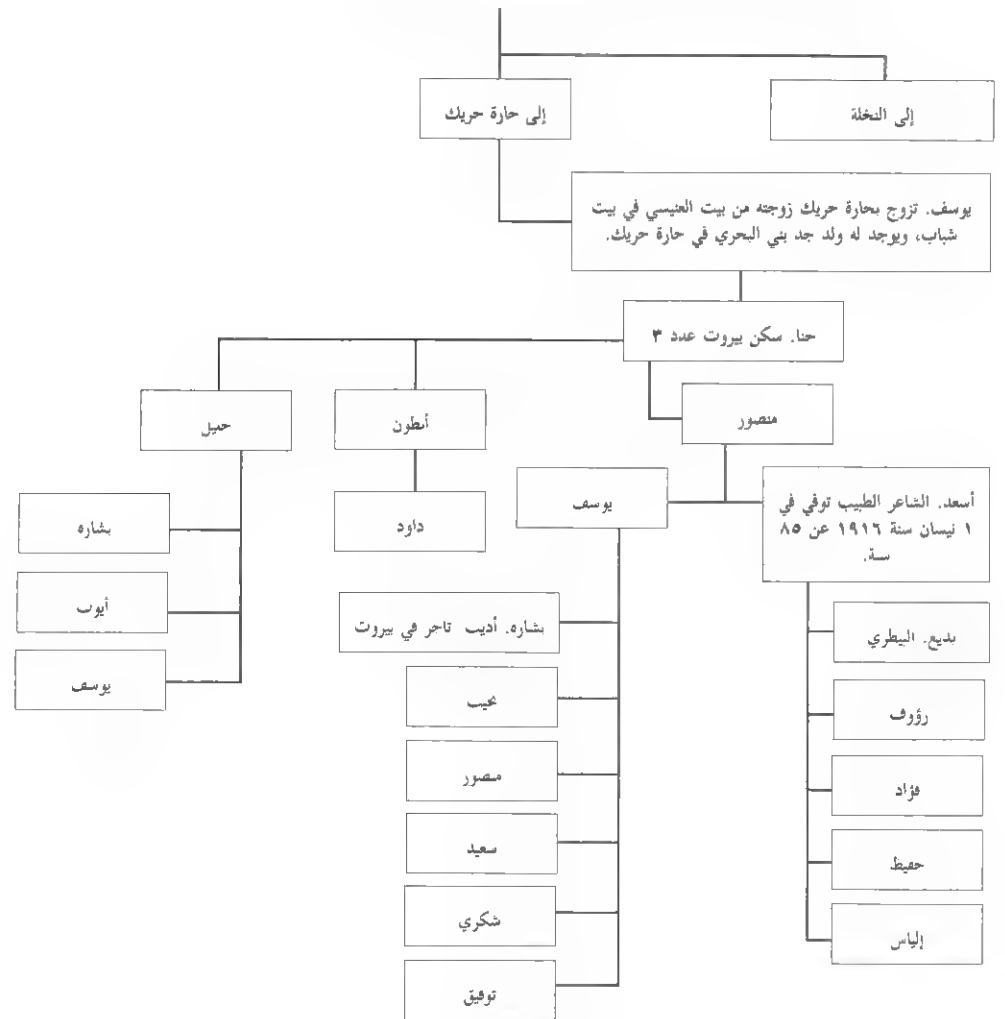 إلى النخلة
إلى حارة حريك
يوسف. تزوج بحارة حريك زوجته من بيت العنيسي في بيت
شباب، ويوجد له ولد جد بني البحري في حارة حريك.
حنا. سكن بيروت عدد ٣
منصور
أنطون
جميل
أسعد. الشاعر الطبيب توفي في
١ نيسان سنة ١٩١٦ عن ٨٥
سنة.
يوسف
داود
بشاره
أيوب
يوسف
بشاره. أديب تاجر في بيروت
نجيب
منصور
سعيد
شكري
توفيق
بديع. البيطري
رؤوف
فؤاد
حفيظ
إلياس